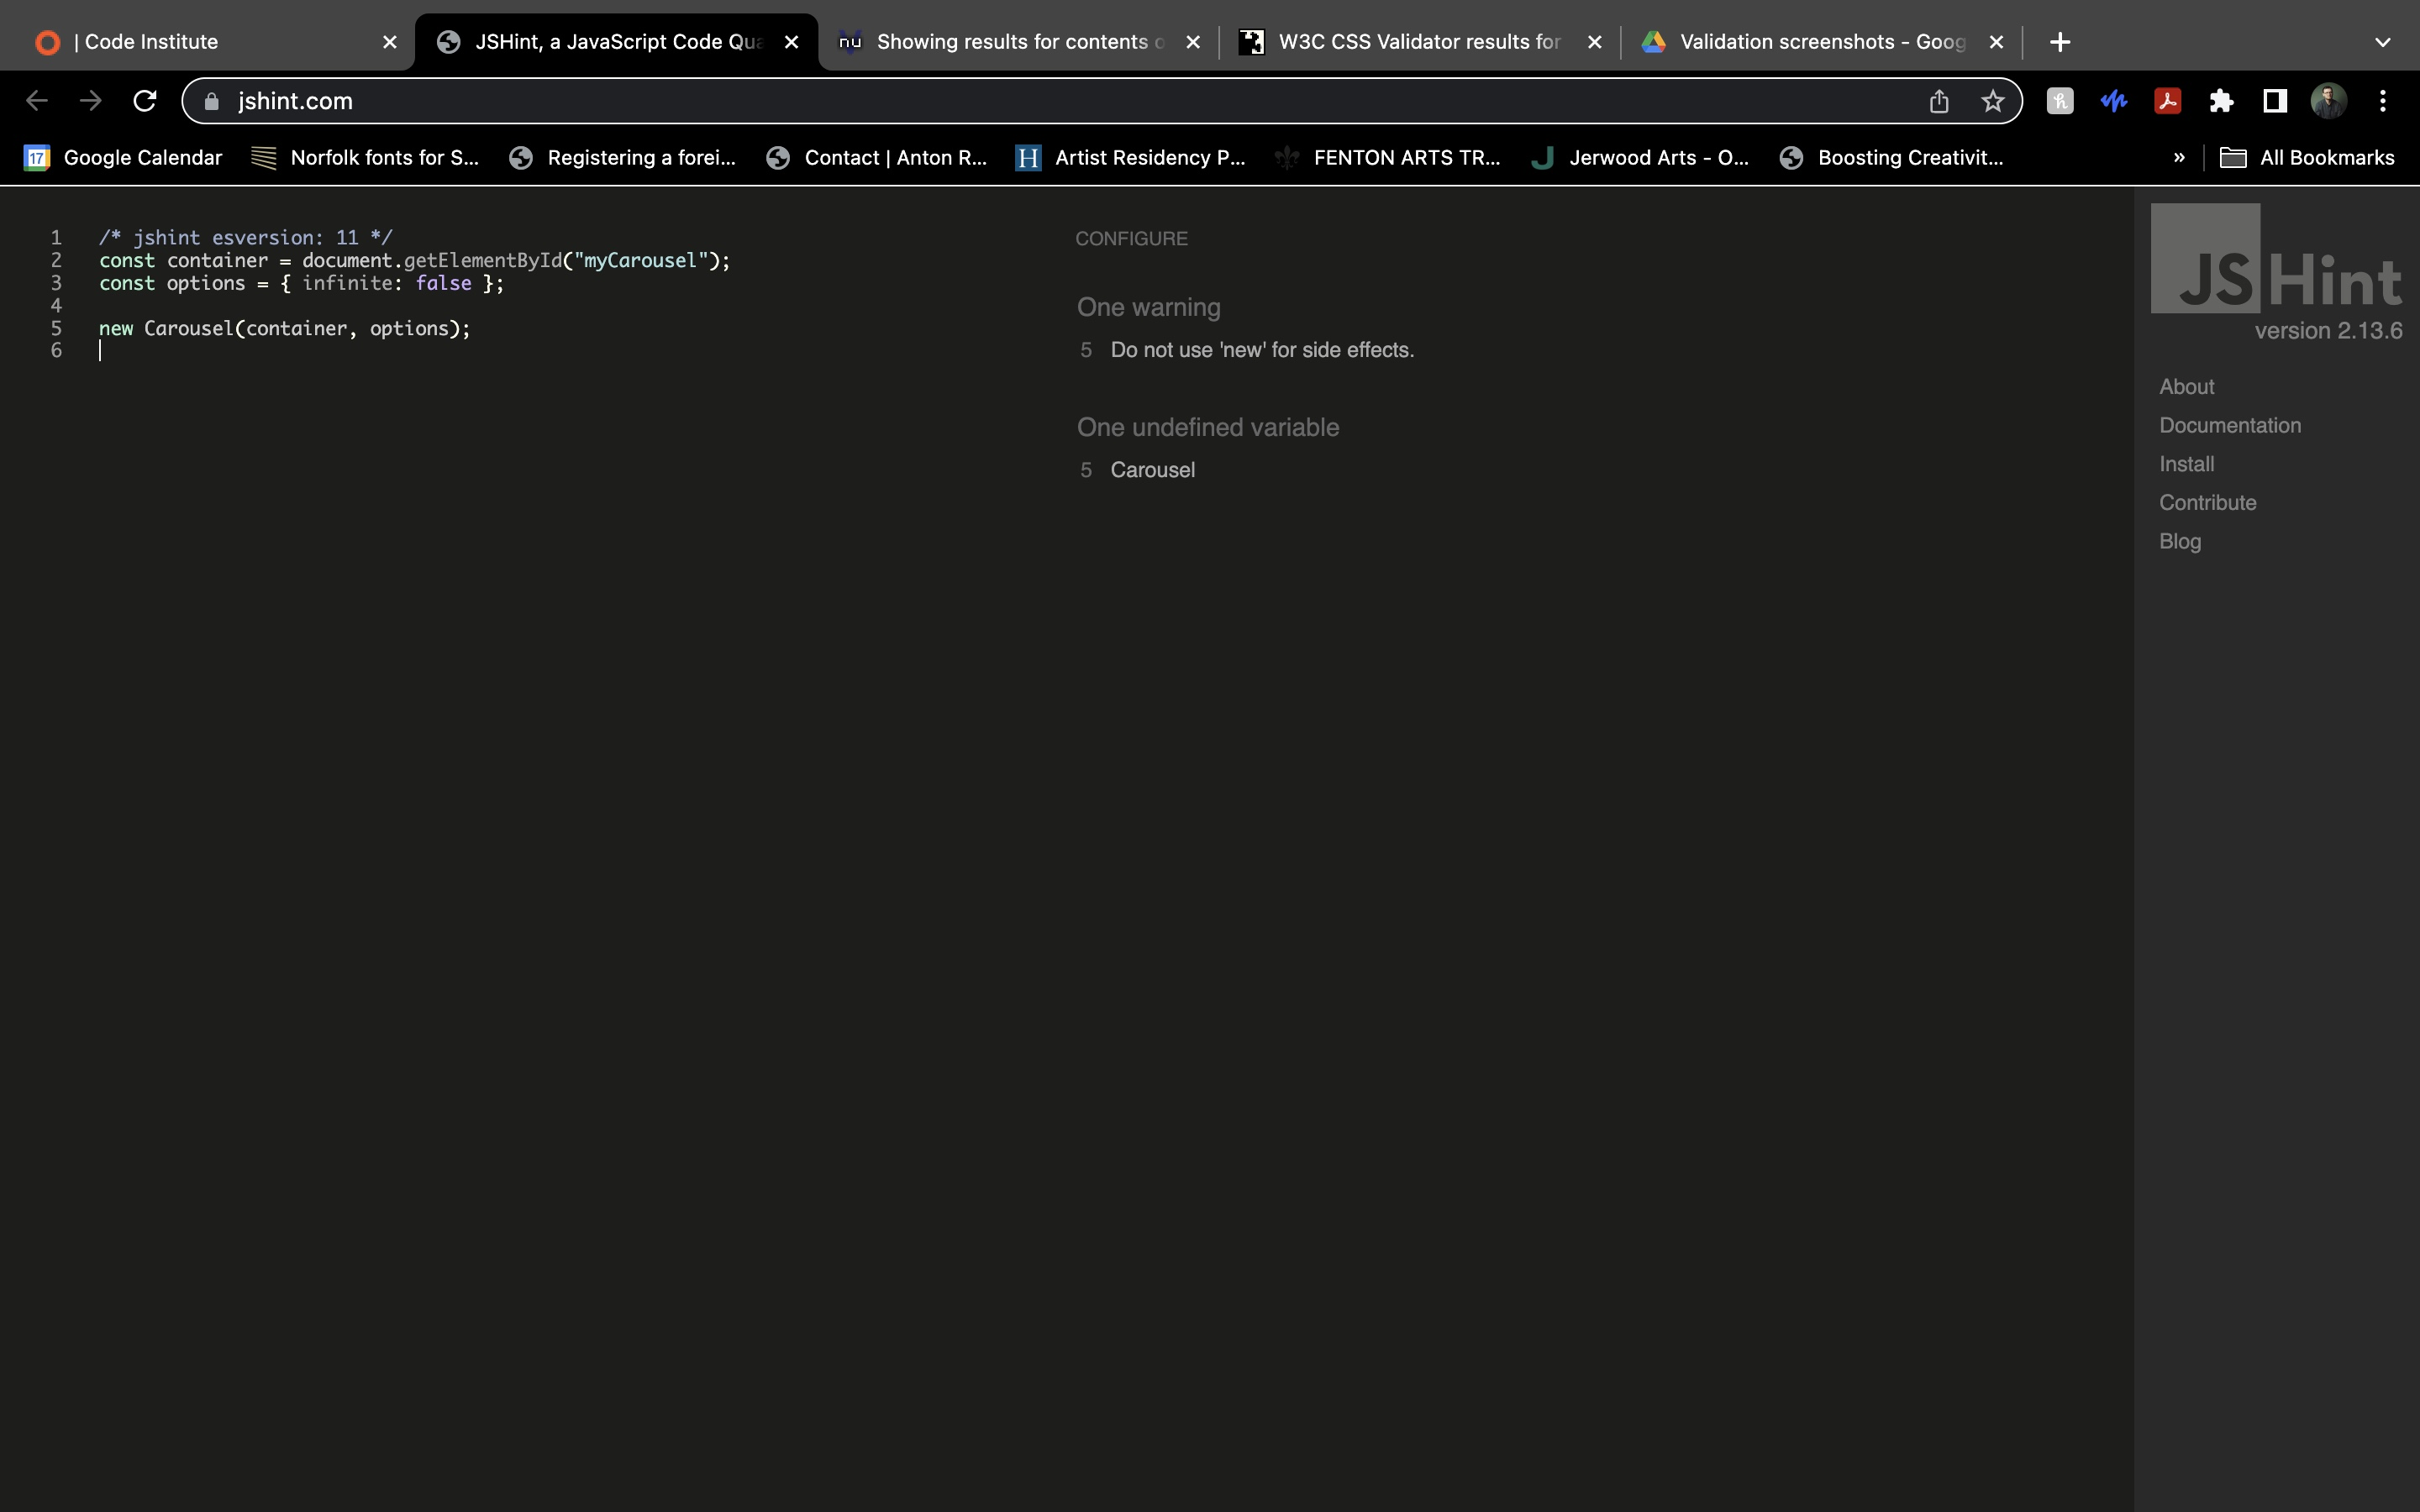 | Code Institute
JSHint, a JavaScript Code Qua
nu
Showing results for contents o
W3C CSS Validator results for
Validation screenshots - Goog
jshint.com
17
Google Calendar
Norfolk fonts for S...
Registering a forei...
Contact | Anton R...
H
Artist Residency P...
FENTON ARTS TR...
J
Jerwood Arts - O...
Boosting Creativit...
»
All Bookmarks
1 /* jshint esversion: 11 */
2 const container = document.getElementById("myCarousel");
3 const options = { infinite: false };
4
5 new Carousel(container, options);
6
CONFIGURE
One warning
5 Do not use 'new' for side effects.
One undefined variable
5 Carousel
JSHint
version 2.13.6
About
Documentation
Install
Contribute
Blog